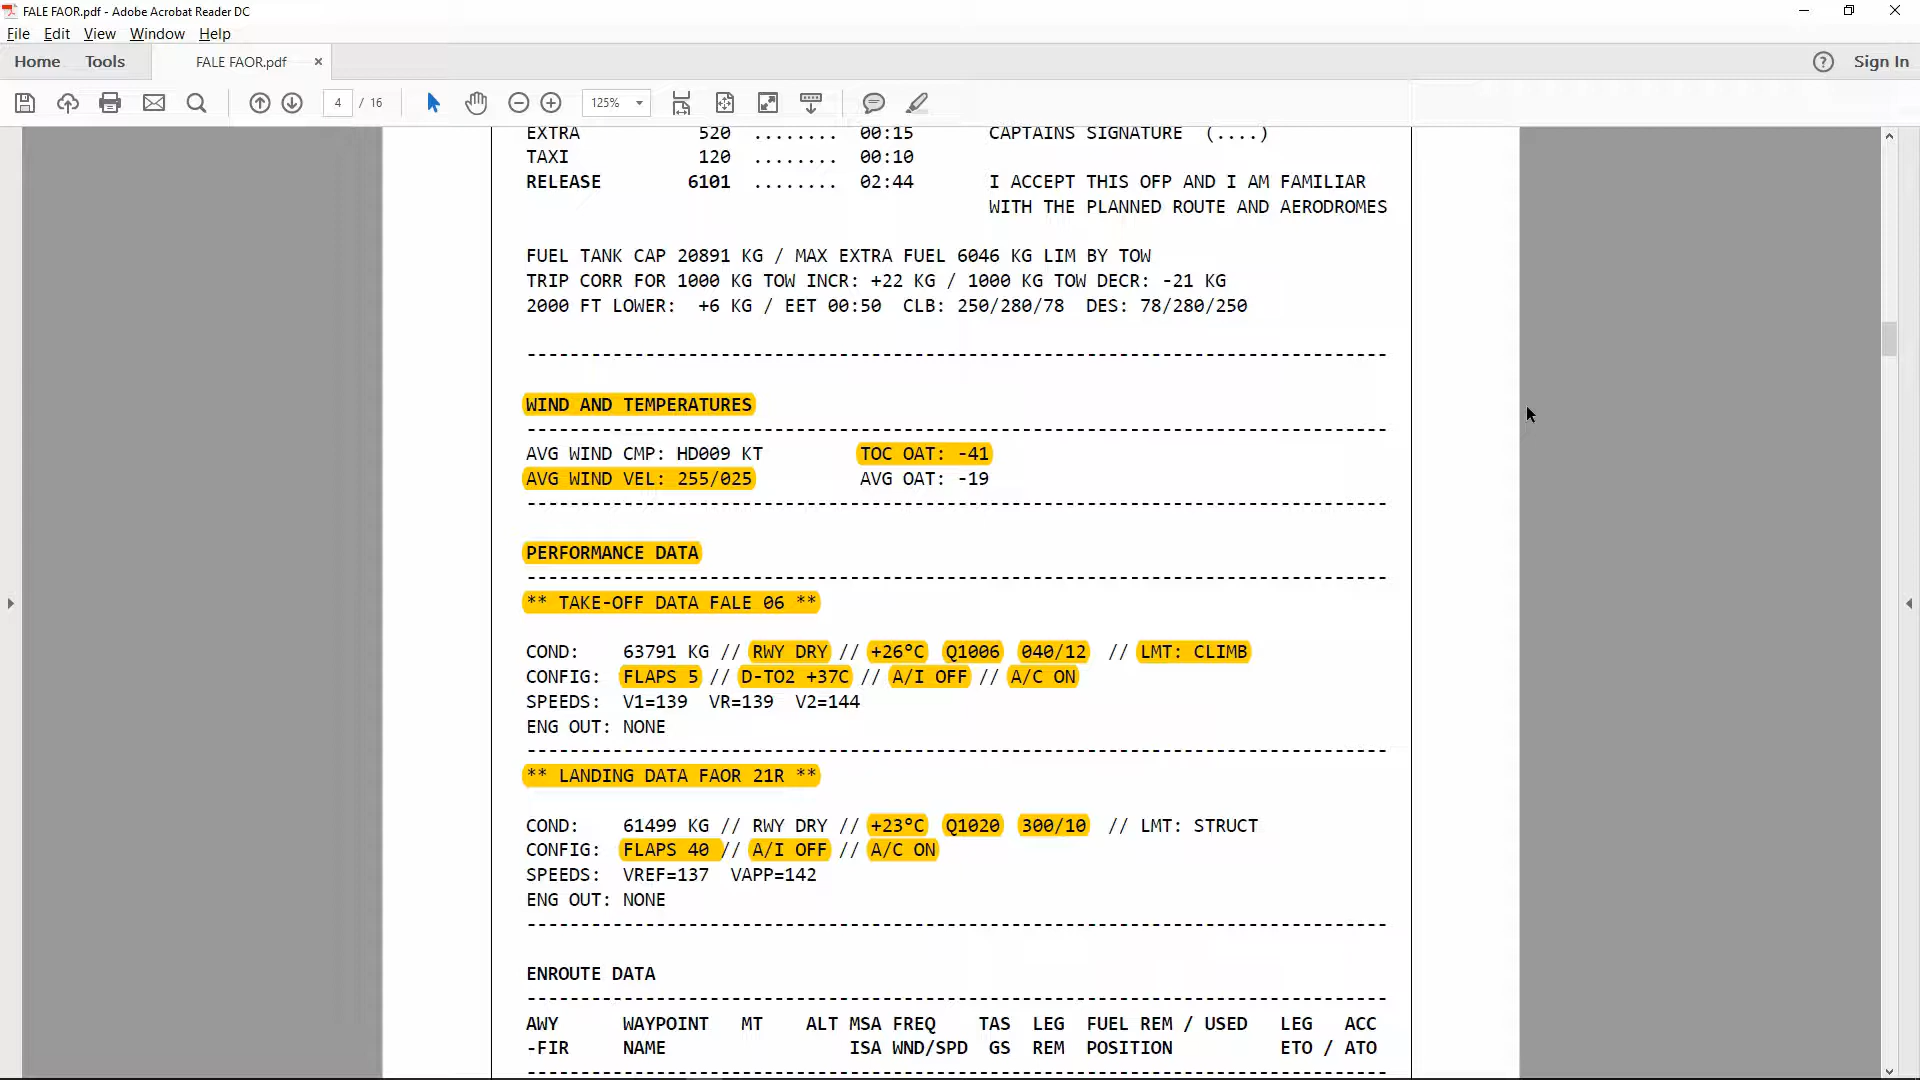 FALE FAOR.pdf - Adobe Acrobat Reader DC
File Edit View Window Help
Home Tools FALE FAOR.pdf × ? Sign In
4 / 16 125%
EXTRA 520 ........ 00:15 CAPTAINS SIGNATURE (....)
TAXI 120 ........ 00:10
RELEASE 6101 ........ 02:44 I ACCEPT THIS OFP AND I AM FAMILIAR
WITH THE PLANNED ROUTE AND AERODROMES
FUEL TANK CAP 20891 KG / MAX EXTRA FUEL 6046 KG LIM BY TOW
TRIP CORR FOR 1000 KG TOW INCR: +22 KG / 1000 KG TOW DECR: -21 KG
2000 FT LOWER: +6 KG / EET 00:50 CLB: 250/280/78 DES: 78/280/250
--------------------------------------------------------------------------------
WIND AND TEMPERATURES
--------------------------------------------------------------------------------
AVG WIND CMP: HD009 KT TOC OAT: -41
AVG WIND VEL: 255/025 AVG OAT: -19
--------------------------------------------------------------------------------
PERFORMANCE DATA
--------------------------------------------------------------------------------
** TAKE-OFF DATA FALE 06 **
COND: 63791 KG // RWY DRY // +26°C Q1006 040/12 // LMT: CLIMB
CONFIG: FLAPS 5 // D-TO2 +37C // A/I OFF // A/C ON
SPEEDS: V1=139 VR=139 V2=144
ENG OUT: NONE
--------------------------------------------------------------------------------
** LANDING DATA FAOR 21R **
COND: 61499 KG // RWY DRY // +23°C Q1020 300/10 // LMT: STRUCT
CONFIG: FLAPS 40 // A/I OFF // A/C ON
SPEEDS: VREF=137 VAPP=142
ENG OUT: NONE
--------------------------------------------------------------------------------
ENROUTE DATA
--------------------------------------------------------------------------------
AWY WAYPOINT MT ALT MSA FREQ TAS LEG FUEL REM / USED LEG ACC
-FIR NAME ISA WND/SPD GS REM POSITION ETO / ATO
--------------------------------------------------------------------------------